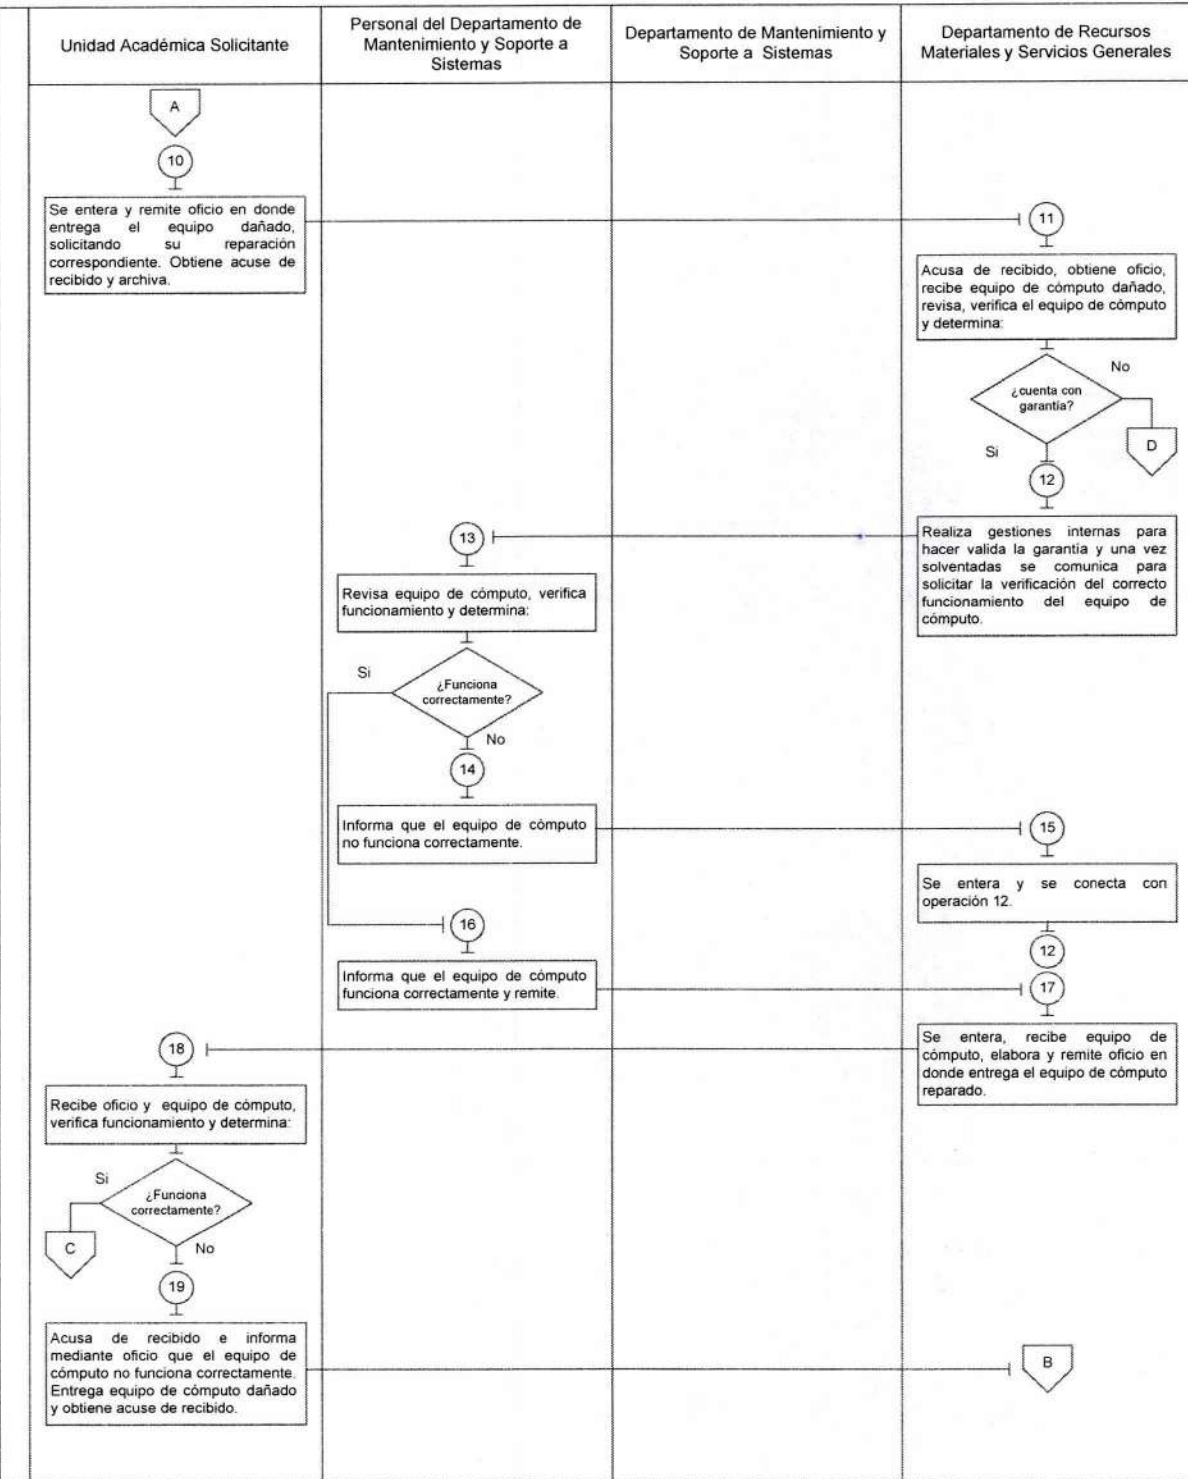 Unidad Académica Solicitante
Personal del Departamento de
Mantenimiento y Soporte a
Sistemas
Departamento de Mantenimiento y
Soporte a Sistemas
Departamento de Recursos
Materiales y Servicios Generales
A
10
Se entera y remite oficio en donde
entrega el equipo dañado,
solicitando su reparación
correspondiente. Obtiene acuse de
recibido y archiva.
11
Acusa de recibido, obtiene oficio,
recibe equipo de cómputo dañado,
revisa, verifica el equipo de cómputo
y determina:
¿cuenta con
garantía?
No
D
Si
12
Realiza gestiones internas para
hacer valida la garantía y una vez
solventadas se comunica para
solicitar la verificación del correcto
funcionamiento del equipo de
cómputo.
13
Revisa equipo de cómputo, verifica
funcionamiento y determina:
Si
¿Funciona
correctamente?
No
14
Informa que el equipo de cómputo
no funciona correctamente.
15
Se entera y se conecta con
operación 12.
12
16
Informa que el equipo de cómputo
funciona correctamente y remite.
17
Se entera, recibe equipo de
cómputo, elabora y remite oficio en
donde entrega el equipo de cómputo
reparado.
18
Recibe oficio y equipo de cómputo,
verifica funcionamiento y determina:
Si
¿Funciona
correctamente?
C
No
19
Acusa de recibido e informa
mediante oficio que el equipo de
cómputo no funciona correctamente.
Entrega equipo de cómputo dañado
y obtiene acuse de recibido.
B